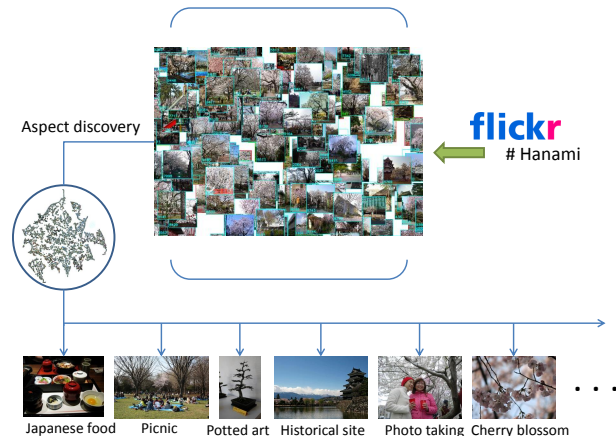 flickr
Aspect discovery
# Hanami
Japanese food
Picnic
Potted art
Historical site
Photo taking
Cherry blossom
. . .